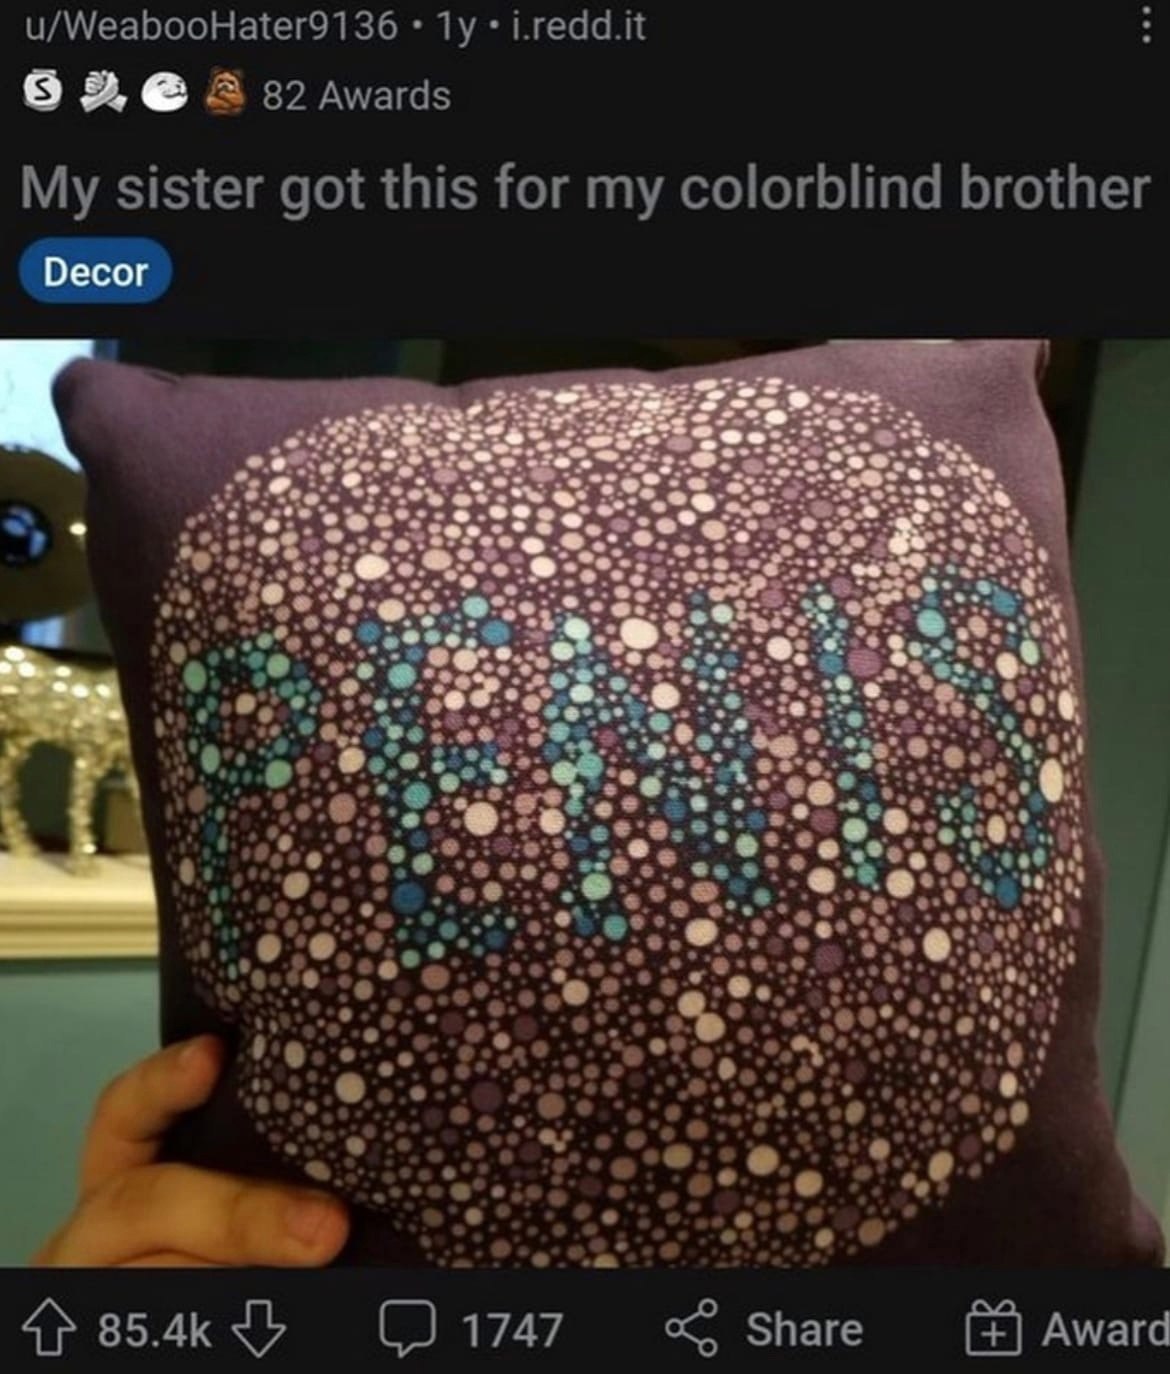 u/WeabooHater9136 • 1y • i.redd.it
S 82 Awards
My sister got this for my colorblind brother
Decor
PENIS
85.4k 1747 Share Award